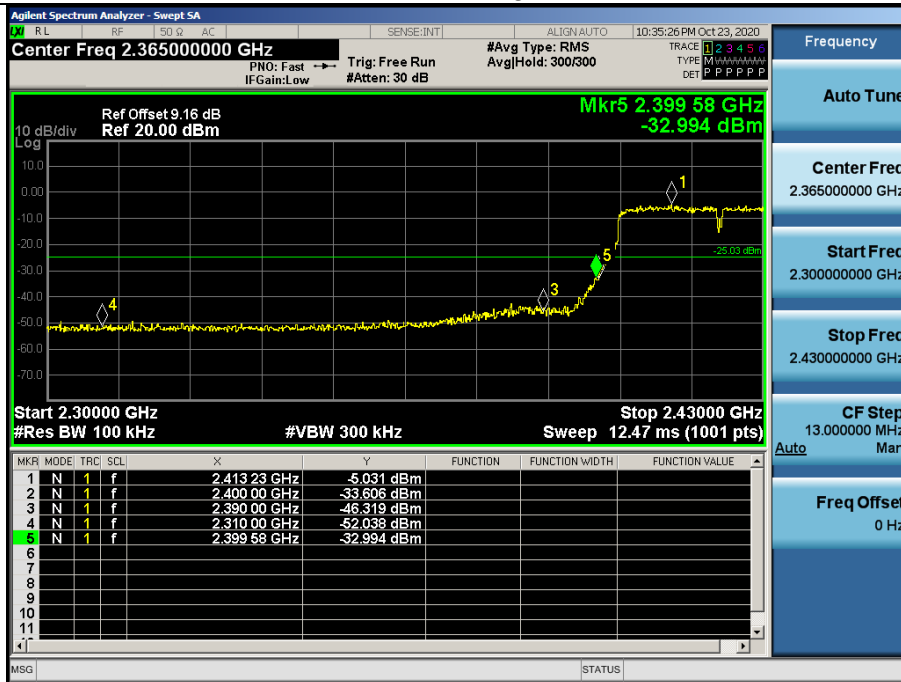 Agilent Spectrum Analyzer - Swept SA
LXI RL RF 50 Ω AC SENSE:INT ALIGN AUTO 10:35:26 PM Oct 23, 2020
Center Freq 2.365000000 GHz #Avg Type: RMS TRACE 1 2 3 4 5 6
PNO: Fast Trig: Free Run Avg|Hold: 300/300 TYPE M
IFGain:Low #Atten: 30 dB DET P P P P P P
Mkr5 2.399 58 GHz
-32.994 dBm
Ref Offset 9.16 dB
10 dB/div Ref 20.00 dBm
Log
10.0
0.00
-10.0
-20.0
-30.0
-40.0
-50.0
-60.0
-70.0
1
-25.03 dBm
5
3
4
Start 2.30000 GHz Stop 2.43000 GHz
#Res BW 100 kHz #VBW 300 kHz Sweep 12.47 ms (1001 pts)
MKR MODE TRC SCL X Y FUNCTION FUNCTION WIDTH FUNCTION VALUE
1 N 1 f 2.413 23 GHz -5.031 dBm
2 N 1 f 2.400 00 GHz -33.606 dBm
3 N 1 f 2.390 00 GHz -46.319 dBm
4 N 1 f 2.310 00 GHz -52.038 dBm
5 N 1 f 2.399 58 GHz -32.994 dBm
6
7
8
9
10
11
MSG STATUS
Frequency
Auto Tune
Center Freq
2.365000000 GHz
Start Freq
2.300000000 GHz
Stop Freq
2.430000000 GHz
CF Step
13.000000 MHz
Auto Man
Freq Offset
0 Hz